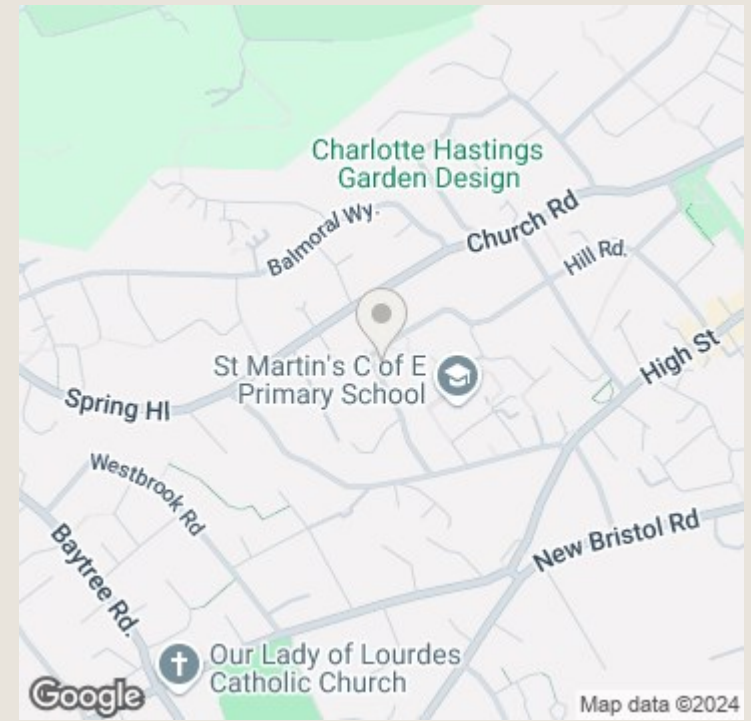 Charlotte Hastings
Garden Design
Balmoral Wy.
Church Rd
Hill Rd.
High St
St Martin's C of E
Primary School
Spring Hl
Westbrook Rd
Baytree Rd.
New Bristol Rd
Our Lady of Lourdes
Catholic Church
Google
Map data ©2024